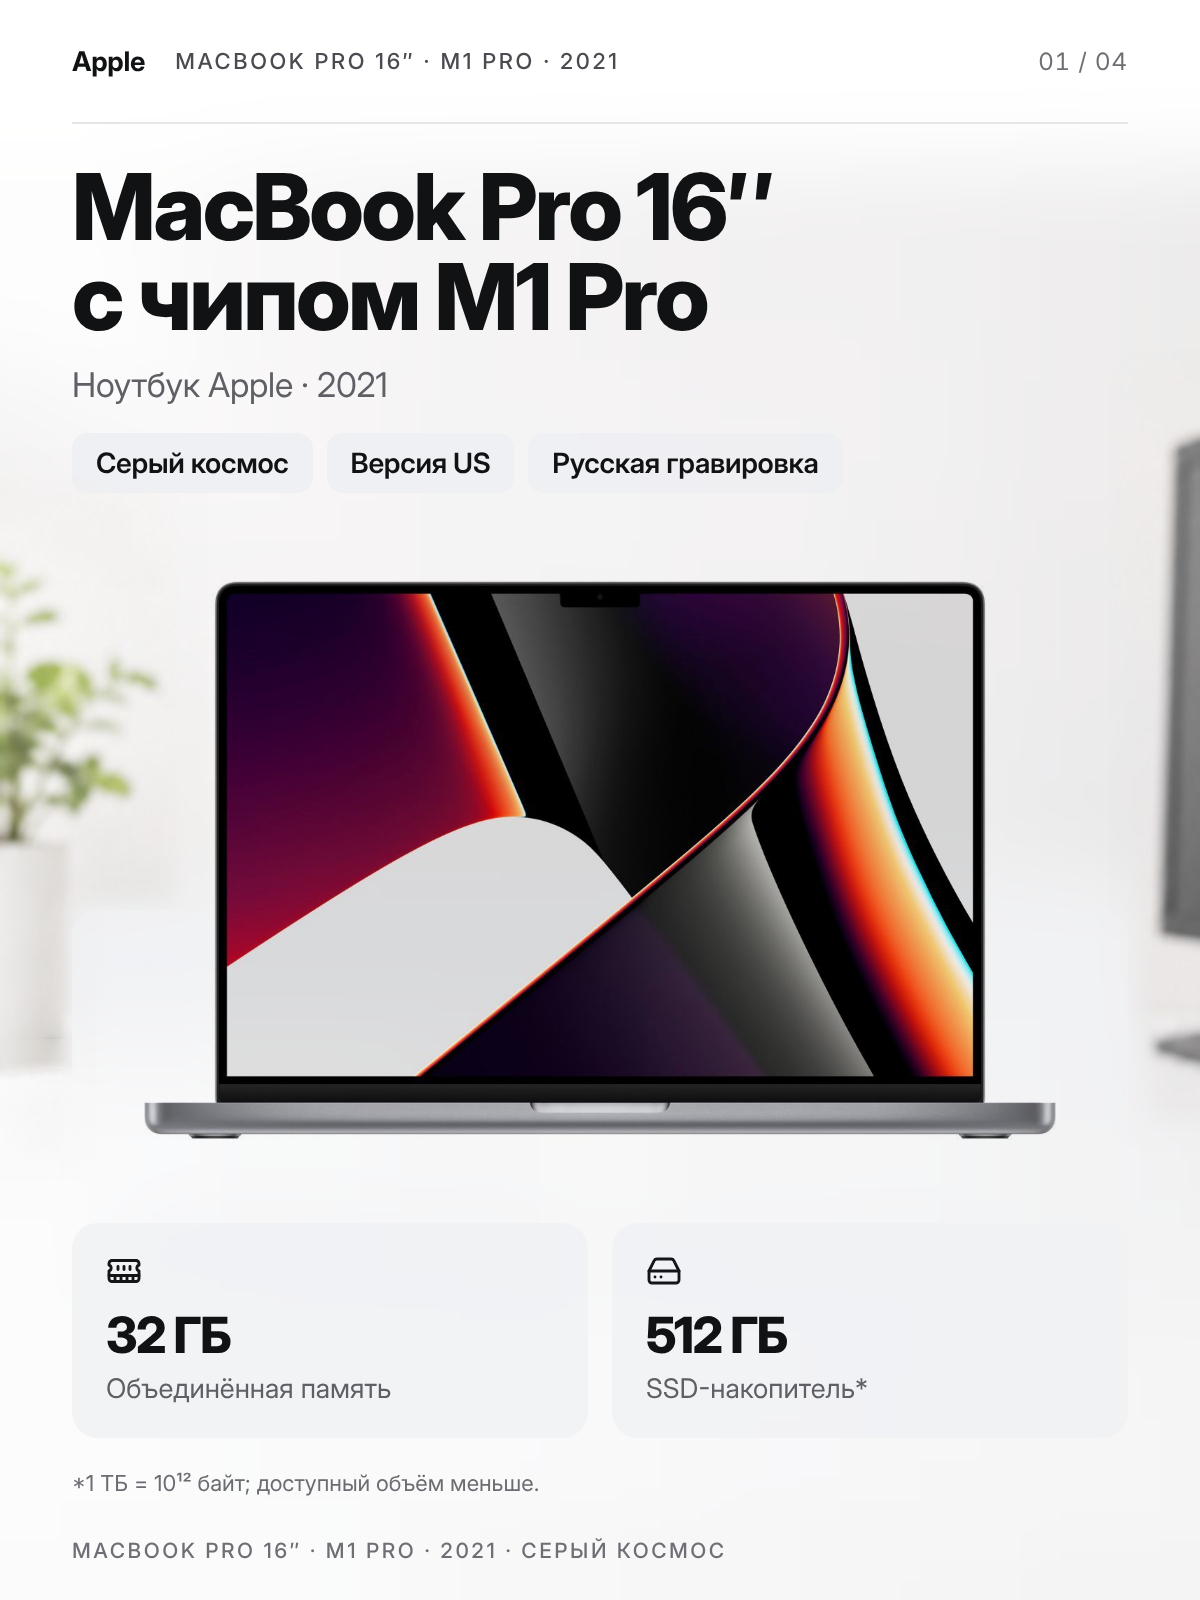 Apple MACBOOK PRO 16″ · M1 PRO · 2021 01 / 04
MacBook Pro 16″
с чипом M1 Pro
Ноутбук Apple · 2021
Серый космос Версия US Русская гравировка
32 ГБ 512 ГБ
Объединённая память SSD-накопитель*
*1 ТБ = 10¹² байт; доступный объём меньше.
MACBOOK PRO 16″ · M1 PRO · 2021 · СЕРЫЙ КОСМОС